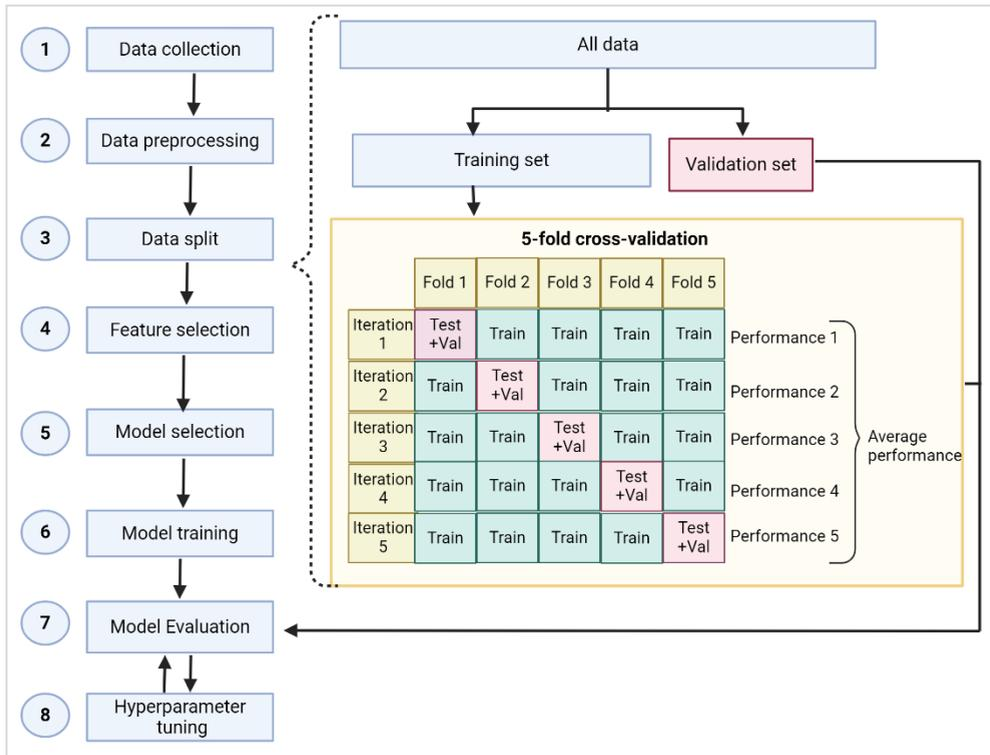 1
Data collection
2
Data preprocessing
3
Data split
4
Feature selection
5
Model selection
6
Model training
7
Model Evaluation
8
Hyperparameter
tuning
All data
Training set
Validation set
5-fold cross-validation
Fold 1 Fold 2 Fold 3 Fold 4 Fold 5
Iteration
1
Test
+Val
Train Train Train Train
Performance 1
Iteration
2
Train
Test
+Val
Train Train Train
Performance 2
Iteration
3
Train Train
Test
+Val
Train Train
Performance 3
Iteration
4
Train Train Train
Test
+Val
Train
Performance 4
Iteration
5
Train Train Train Train
Test
+Val
Performance 5
Average
performance